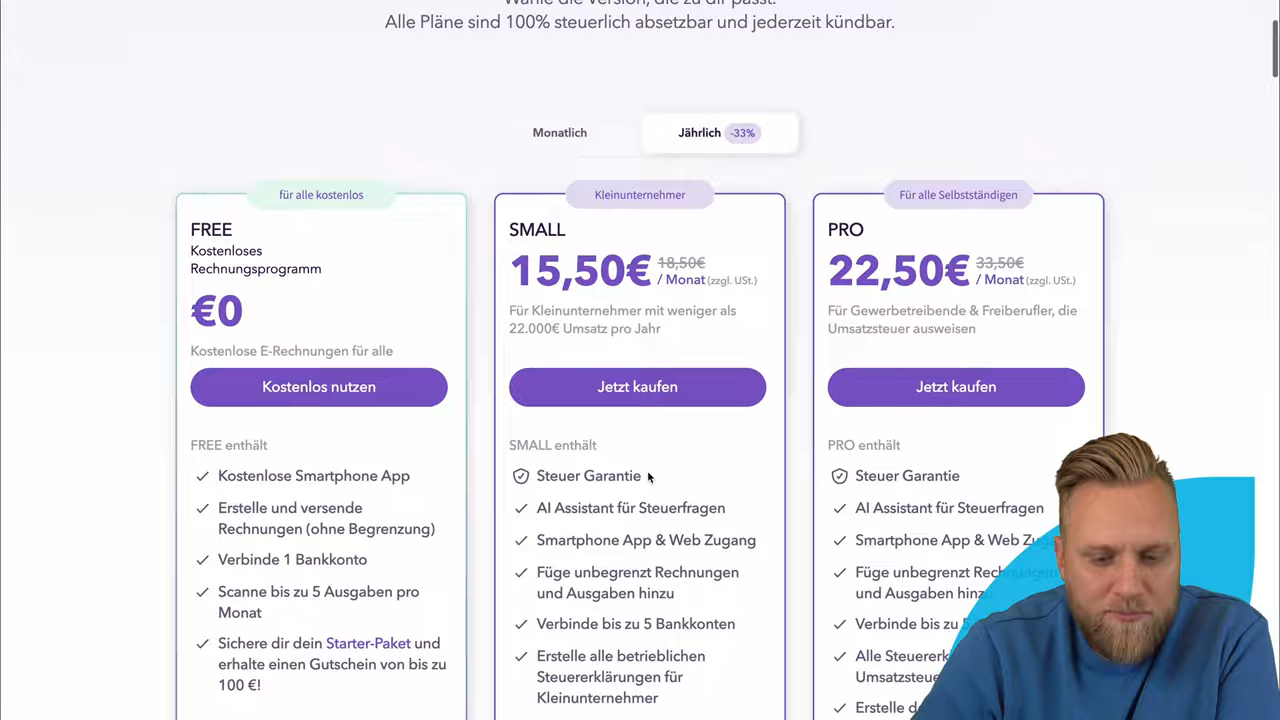 Wähle die Version, die zu dir passt.
Alle Pläne sind 100% steuerlich absetzbar und jederzeit kündbar.
Monatlich
Jährlich -33%
für alle kostenlos
FREE
Kostenloses
Rechnungsprogramm
€0
Kostenlose E-Rechnungen für alle
Kostenlos nutzen
FREE enthält
Kostenlose Smartphone App
Erstelle und versende
Rechnungen (ohne Begrenzung)
Verbinde 1 Bankkonto
Scanne bis zu 5 Ausgaben pro
Monat
Sichere dir dein Starter-Paket und
erhalte einen Gutschein von bis zu
100 €!
Kleinunternehmer
SMALL
15,50€ 18,50€
/ Monat (zzgl. USt.)
Für Kleinunternehmer mit weniger als
22.000€ Umsatz pro Jahr
Jetzt kaufen
SMALL enthält
Steuer Garantie
AI Assistant für Steuerfragen
Smartphone App & Web Zugang
Füge unbegrenzt Rechnungen
und Ausgaben hinzu
Verbinde bis zu 5 Bankkonten
Erstelle alle betrieblichen
Steuererklärungen für
Kleinunternehmer
Für alle Selbstständigen
PRO
22,50€ 33,50€
/ Monat (zzgl. USt.)
Für Gewerbetreibende & Freiberufler, die
Umsatzsteuer ausweisen
Jetzt kaufen
PRO enthält
Steuer Garantie
AI Assistant für Steuerfragen
Smartphone App & Web
Füge unbegrenzt
und Ausgaben
Verbinde bis zu
Alle
Erstelle